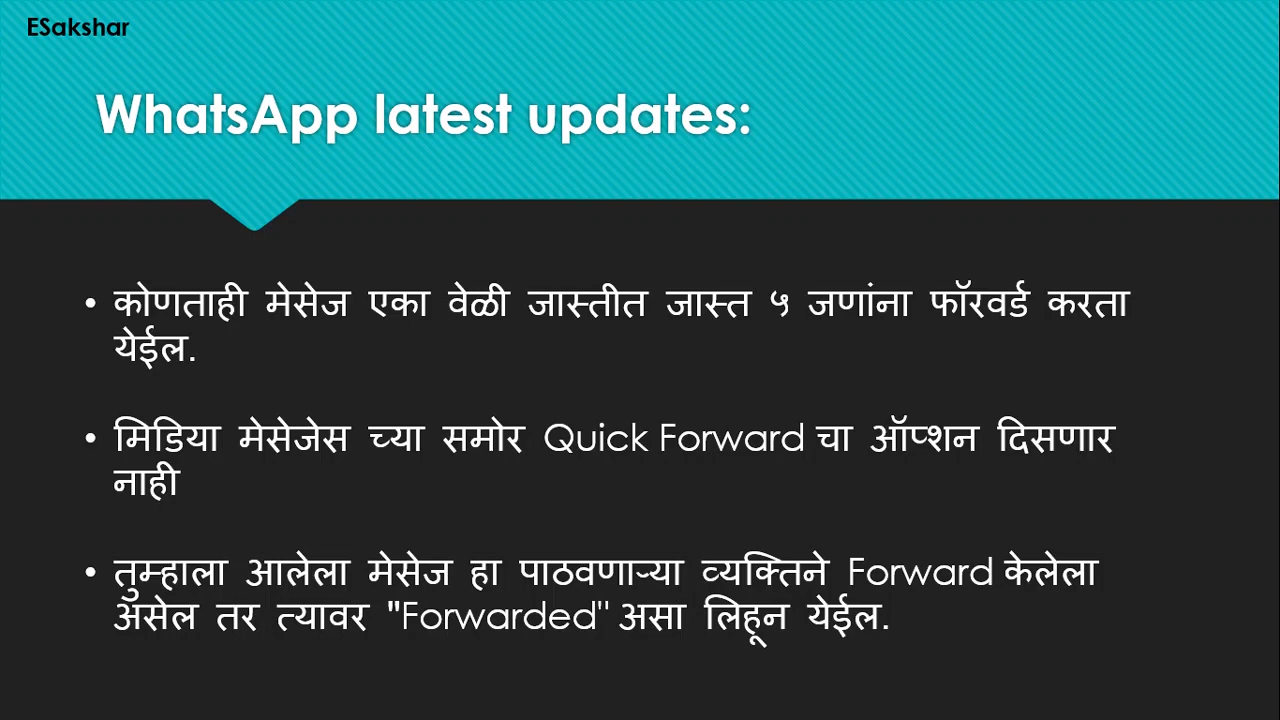 ESakshar
WhatsApp latest updates:
• कोणताही मेसेज एका वेळी जास्तीत जास्त ५ जणांना फॉरवर्ड करता
येईल.
• मिडिया मेसेजेस च्या समोर Quick Forward चा ऑप्शन दिसणार
नाही
• तुम्हाला आलेला मेसेज हा पाठवणाऱ्या व्यक्तिने Forward केलेला
असेल तर त्यावर "Forwarded" असा लिहून येईल.